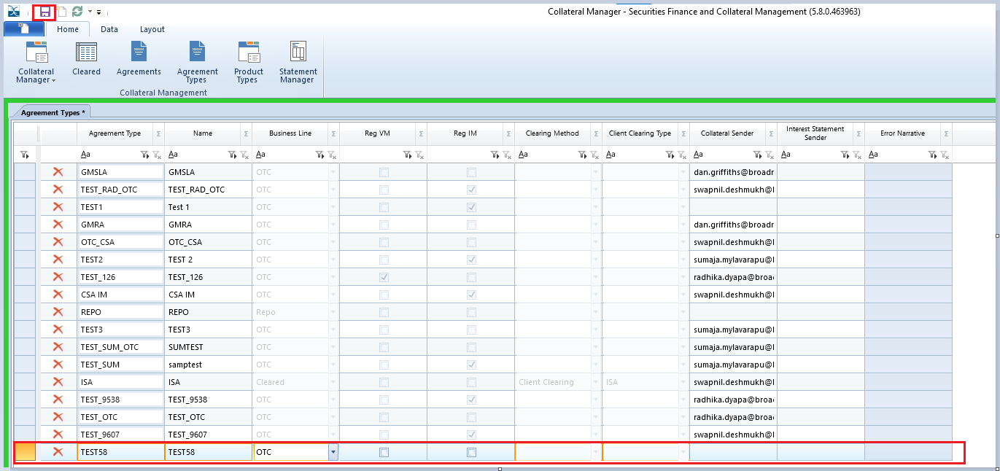 Collateral Manager - Securities Finance and Collateral Management (5.8.0.463963)
Home Data Layout
Collateral Manager Cleared Agreements Agreement Types Product Types Statement Manager
Collateral Management
Agreement Types *
Agreement Type Σ Name Σ Business Line Σ Reg VM Σ Reg IM Σ Clearing Method Σ Client Clearing Type Σ Collateral Sender Σ Interest Statement Sender Σ Error Narrative Σ
Aa Aa Aa Aa Aa Aa Aa Aa
GMSLA GMSLA OTC dan.griffiths@broadr
TEST_RAD_OTC TEST_RAD_OTC OTC swapnil.deshmukh@
TEST1 Test 1 OTC
GMRA GMRA OTC dan.griffiths@broadr
OTC_CSA OTC_CSA OTC swapnil.deshmukh@
TEST2 TEST 2 OTC sumaja.mylavarapu@
TEST_126 TEST_126 OTC radhika.dyapa@broa
CSA IM CSA IM OTC swapnil.deshmukh@
REPO REPO Repo
TEST3 TEST3 OTC sumaja.mylavarapu@
TEST_SUM_OTC SUMTEST OTC sumaja.mylavarapu@
TEST_SUM samptest OTC sumaja.mylavarapu@
ISA ISA Cleared Client Clearing ISA swapnil.deshmukh@
TEST_9538 TEST_9538 OTC radhika.dyapa@broa
TEST_OTC TEST_OTC OTC radhika.dyapa@broa
TEST_9607 TEST_9607 OTC swapnil.deshmukh@
TEST58 TEST58 OTC